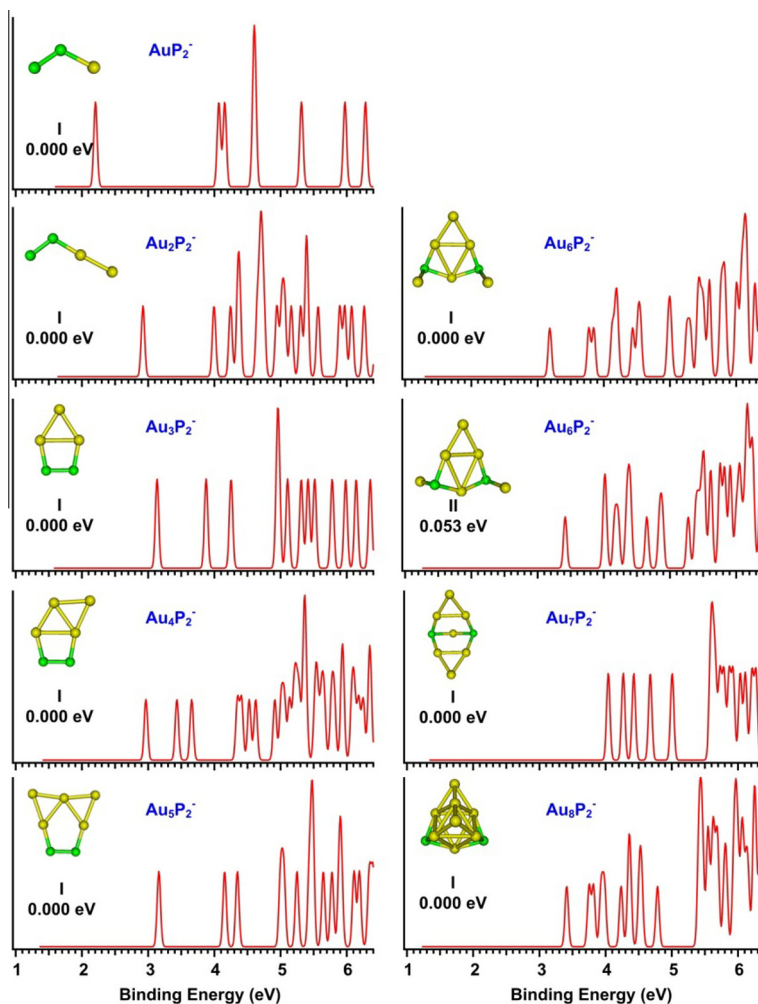 AuP₂⁻
I
0.000 eV
Au₂P₂⁻
I
0.000 eV
Au₃P₂⁻
I
0.000 eV
Au₄P₂⁻
I
0.000 eV
Au₅P₂⁻
I
0.000 eV
1 2 3 4 5 6
Binding Energy (eV)
Au₆P₂⁻
I
0.000 eV
Au₆P₂⁻
II
0.053 eV
Au₇P₂⁻
I
0.000 eV
Au₈P₂⁻
I
0.000 eV
1 2 3 4 5 6
Binding Energy (eV)